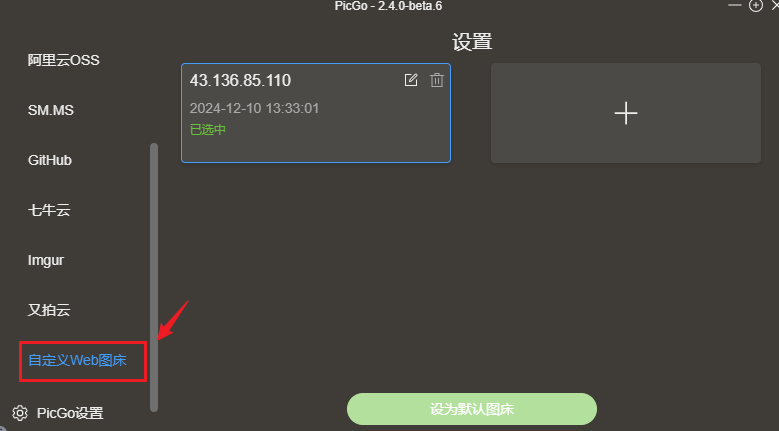 PicGo - 2.4.0-beta.6
阿里云OSS
SM.MS
GitHub
七牛云
Imgur
又拍云
自定义Web图床
PicGo设置
设置
43.136.85.110
2024-12-10 13:33:01
已选中
设为默认图床